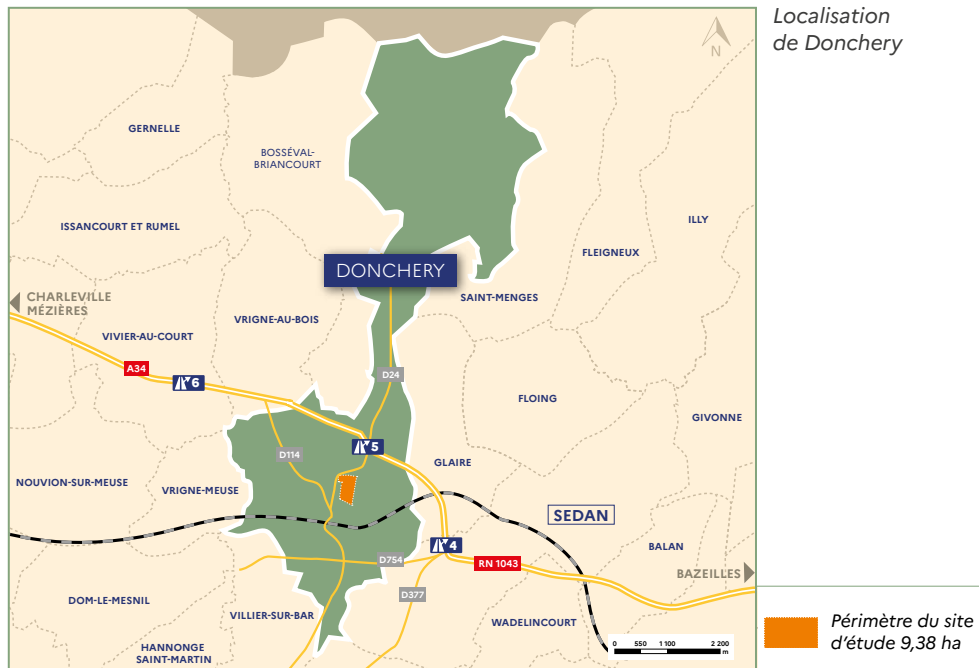 Localisation
de Donchery
N
GERNELLE
BOSSÉVAL-
BRIANCOURT
ISSANCOURT ET RUMEL
ILLY
FLEIGNEUX
DONCHERY
SAINT-MENGES
CHARLEVILLE
MÉZIÈRES
VRIGNE-AU-BOIS
VIVIER-AU-COURT
A34
6
D24
FLOING
GIVONNE
5
D114
GLAIRE
NOUVION-SUR-MEUSE
VRIGNE-MEUSE
SEDAN
4
BALAN
D754
RN 1043
BAZEILLES
DOM-LE-MESNIL
D377
VILLIER-SUR-BAR
WADELINCOURT
HANNONGE
SAINT-MARTIN
0 550 1 100 2 200
m
Périmètre du site
d'étude 9,38 ha